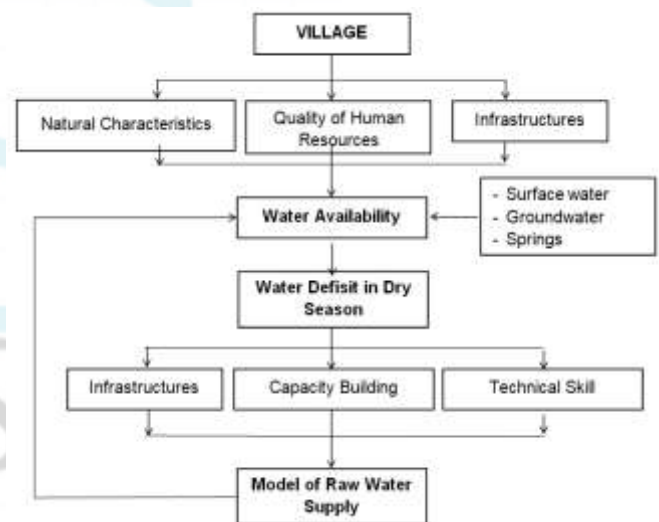 VILLAGE
Natural Characteristics
Quality of Human
Resources
Infrastructures
- Surface water
- Groundwater
- Springs
Water Availability
Water Defisit in Dry
Season
Infrastructures
Capacity Building
Technical Skill
Model of Raw Water
Supply